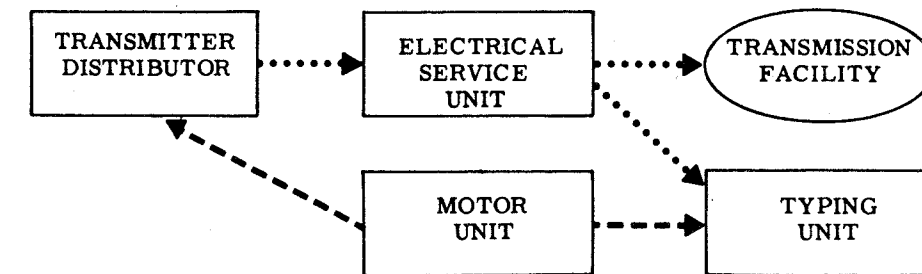 TRANSMITTER
DISTRIBUTOR
ELECTRICAL
SERVICE
UNIT
TRANSMISSION
FACILITY
MOTOR
UNIT
TYPING
UNIT